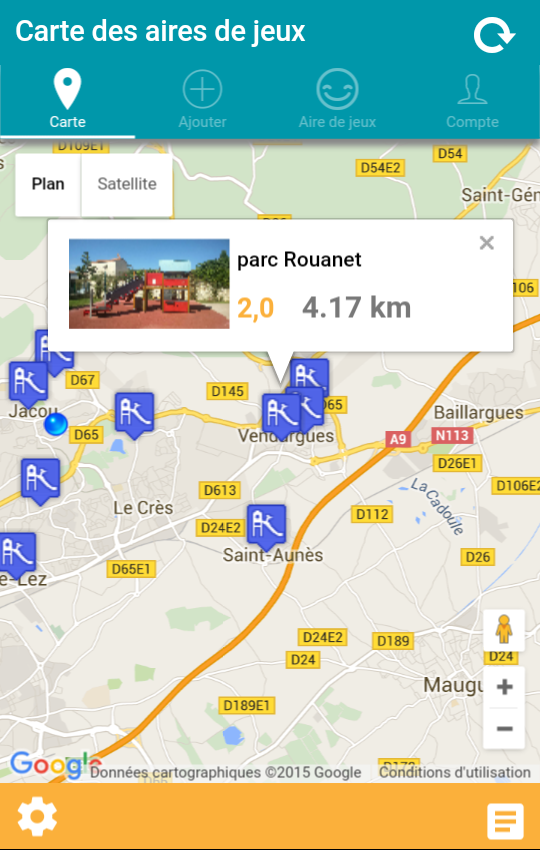 Carte des aires de jeux
Carte
Ajouter
Aire de jeux
Compte
D109E1
D54
D54E2
Plan
Satellite
Saint-Gén
parc Rouanet
2,0 4.17 km
106
D67
D145
D65
Jacou
Baillargues
D65
Vendargues
A9
N113
D26E1
D613
D106E2
La Cadoule
Le Crès
D112
D24E2
Saint-Aunès
D26
D65E1
e-Lez
D24E2
D189
D24
D24
Maugu
D189E1
Google
Données cartographiques ©2015 Google
Conditions d'utilisation